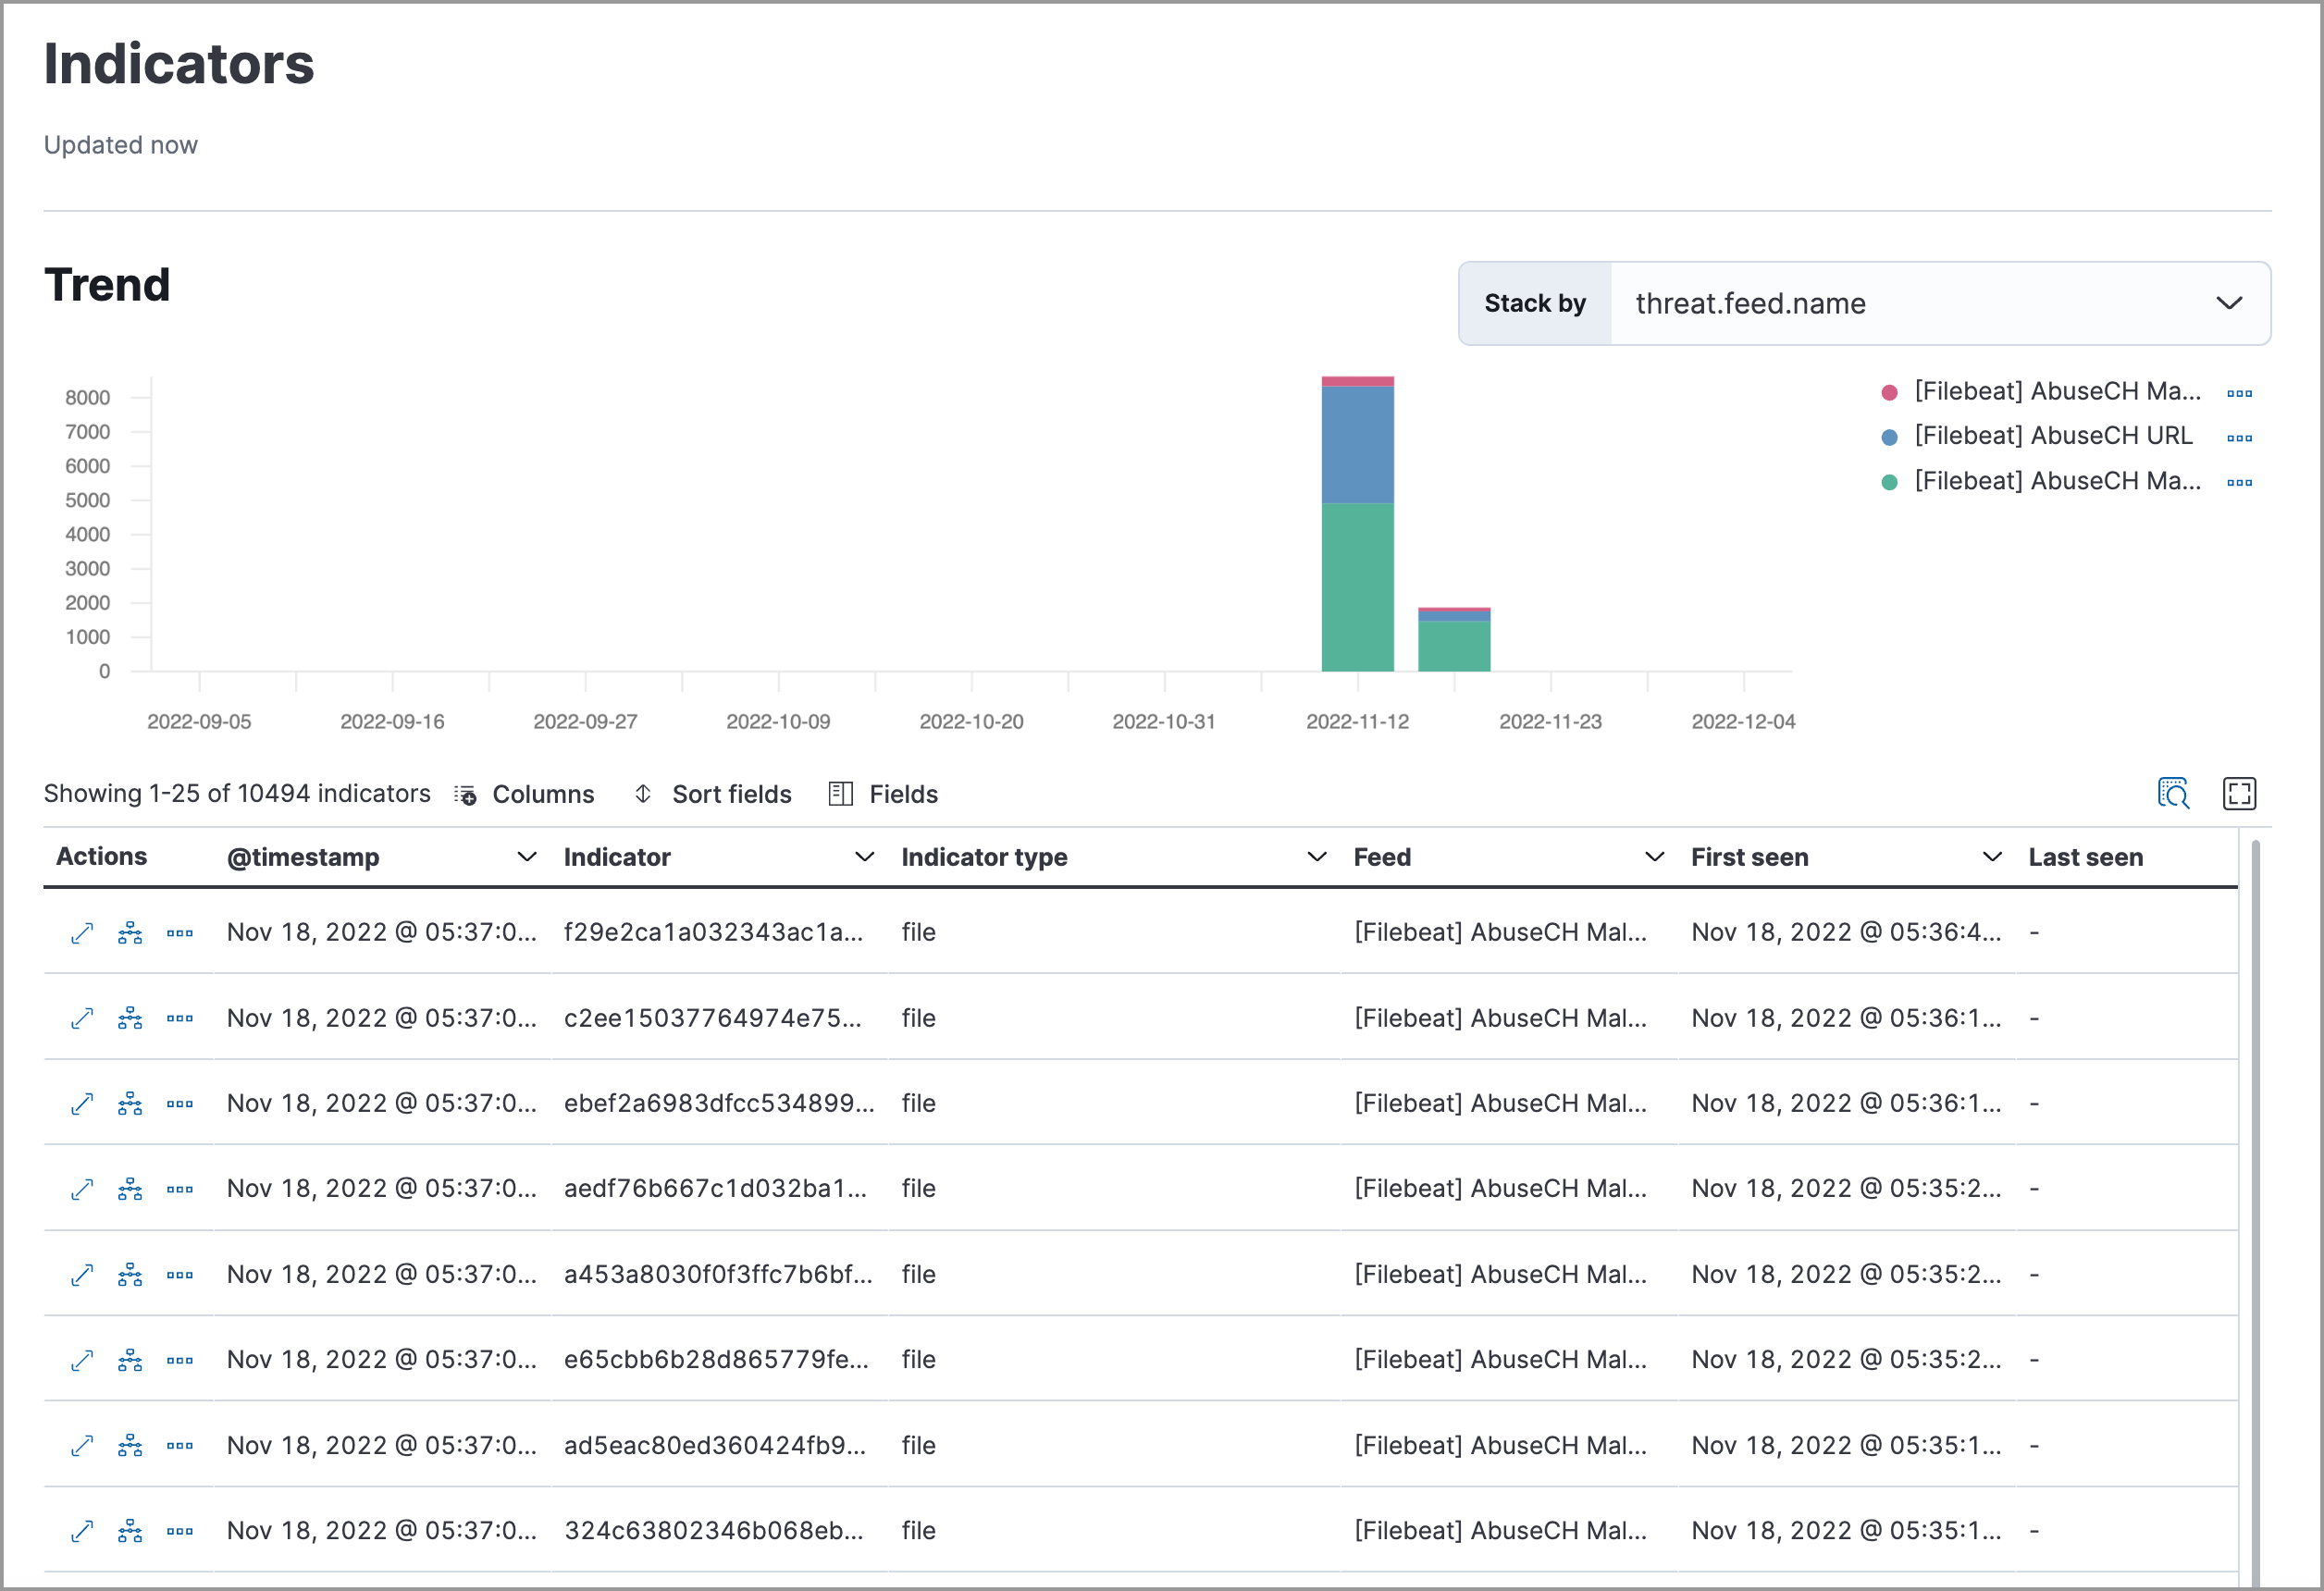 Indicators
Updated now
Trend
Stack by threat.feed.name
8000
7000
6000
5000
4000
3000
2000
1000
0
[Filebeat] AbuseCH Ma...
[Filebeat] AbuseCH URL
[Filebeat] AbuseCH Ma...
2022-09-05 2022-09-16 2022-09-27 2022-10-09 2022-10-20 2022-10-31 2022-11-12 2022-11-23 2022-12-04
Showing 1-25 of 10494 indicators Columns Sort fields Fields
Actions @timestamp Indicator Indicator type Feed First seen Last seen
Nov 18, 2022 @ 05:37:0... f29e2ca1a032343ac1a... file [Filebeat] AbuseCH Mal... Nov 18, 2022 @ 05:36:4... -
Nov 18, 2022 @ 05:37:0... c2ee15037764974e75... file [Filebeat] AbuseCH Mal... Nov 18, 2022 @ 05:36:1... -
Nov 18, 2022 @ 05:37:0... ebef2a6983dfcc534899... file [Filebeat] AbuseCH Mal... Nov 18, 2022 @ 05:36:1... -
Nov 18, 2022 @ 05:37:0... aedf76b667c1d032ba1... file [Filebeat] AbuseCH Mal... Nov 18, 2022 @ 05:35:2... -
Nov 18, 2022 @ 05:37:0... a453a8030f0f3ffc7b6bf... file [Filebeat] AbuseCH Mal... Nov 18, 2022 @ 05:35:2... -
Nov 18, 2022 @ 05:37:0... e65cbb6b28d865779fe... file [Filebeat] AbuseCH Mal... Nov 18, 2022 @ 05:35:2... -
Nov 18, 2022 @ 05:37:0... ad5eac80ed360424fb9... file [Filebeat] AbuseCH Mal... Nov 18, 2022 @ 05:35:1... -
Nov 18, 2022 @ 05:37:0... 324c63802346b068eb... file [Filebeat] AbuseCH Mal... Nov 18, 2022 @ 05:35:1... -